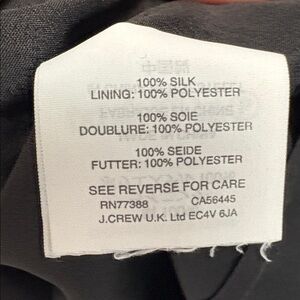 100% SILK
LINING: 100% POLYESTER
100% SOIE
DOUBLURE: 100% POLYESTER
100% SEIDE
FUTTER: 100% POLYESTER
SEE REVERSE FOR CARE
RN77388 CA56445
J.CREW U.K. Ltd EC4V 6JA